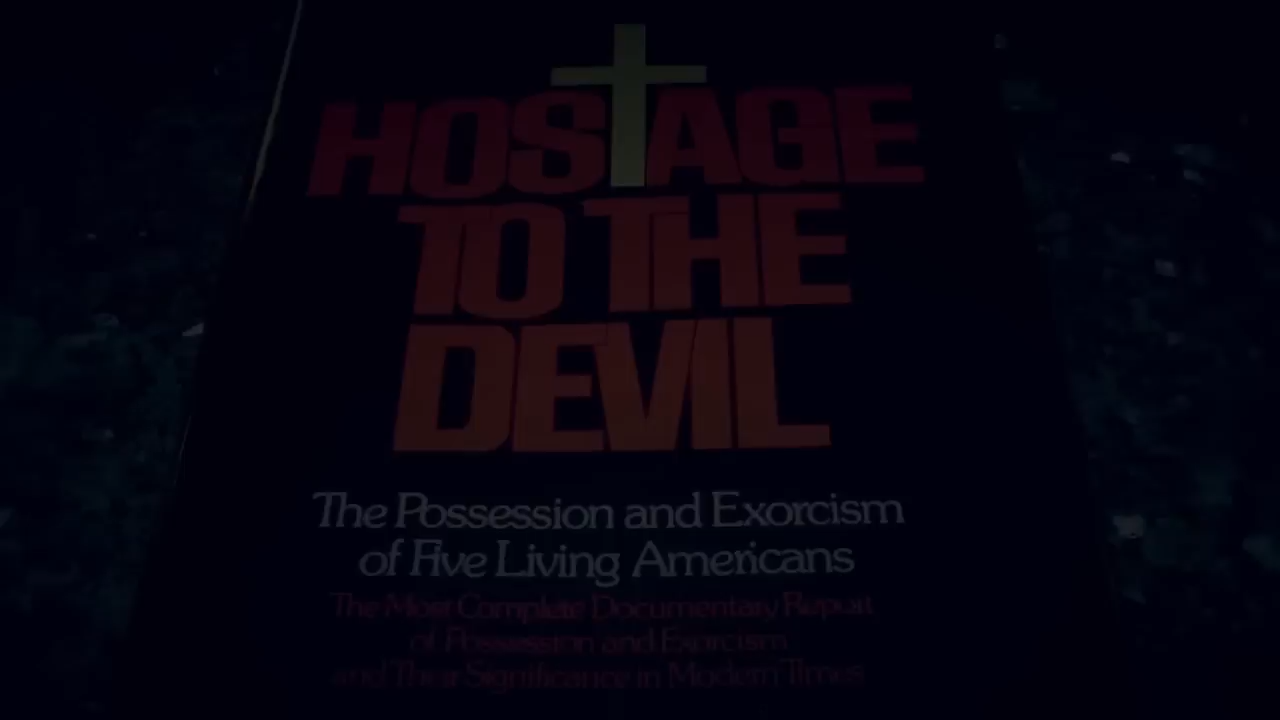 HOSTAGE
TO THE
DEVIL
The Possession and Exorcism
of Five Living Americans
The Most Complete Documentary Report
of Possession and Exorcism
and Their Significance in Modern Times